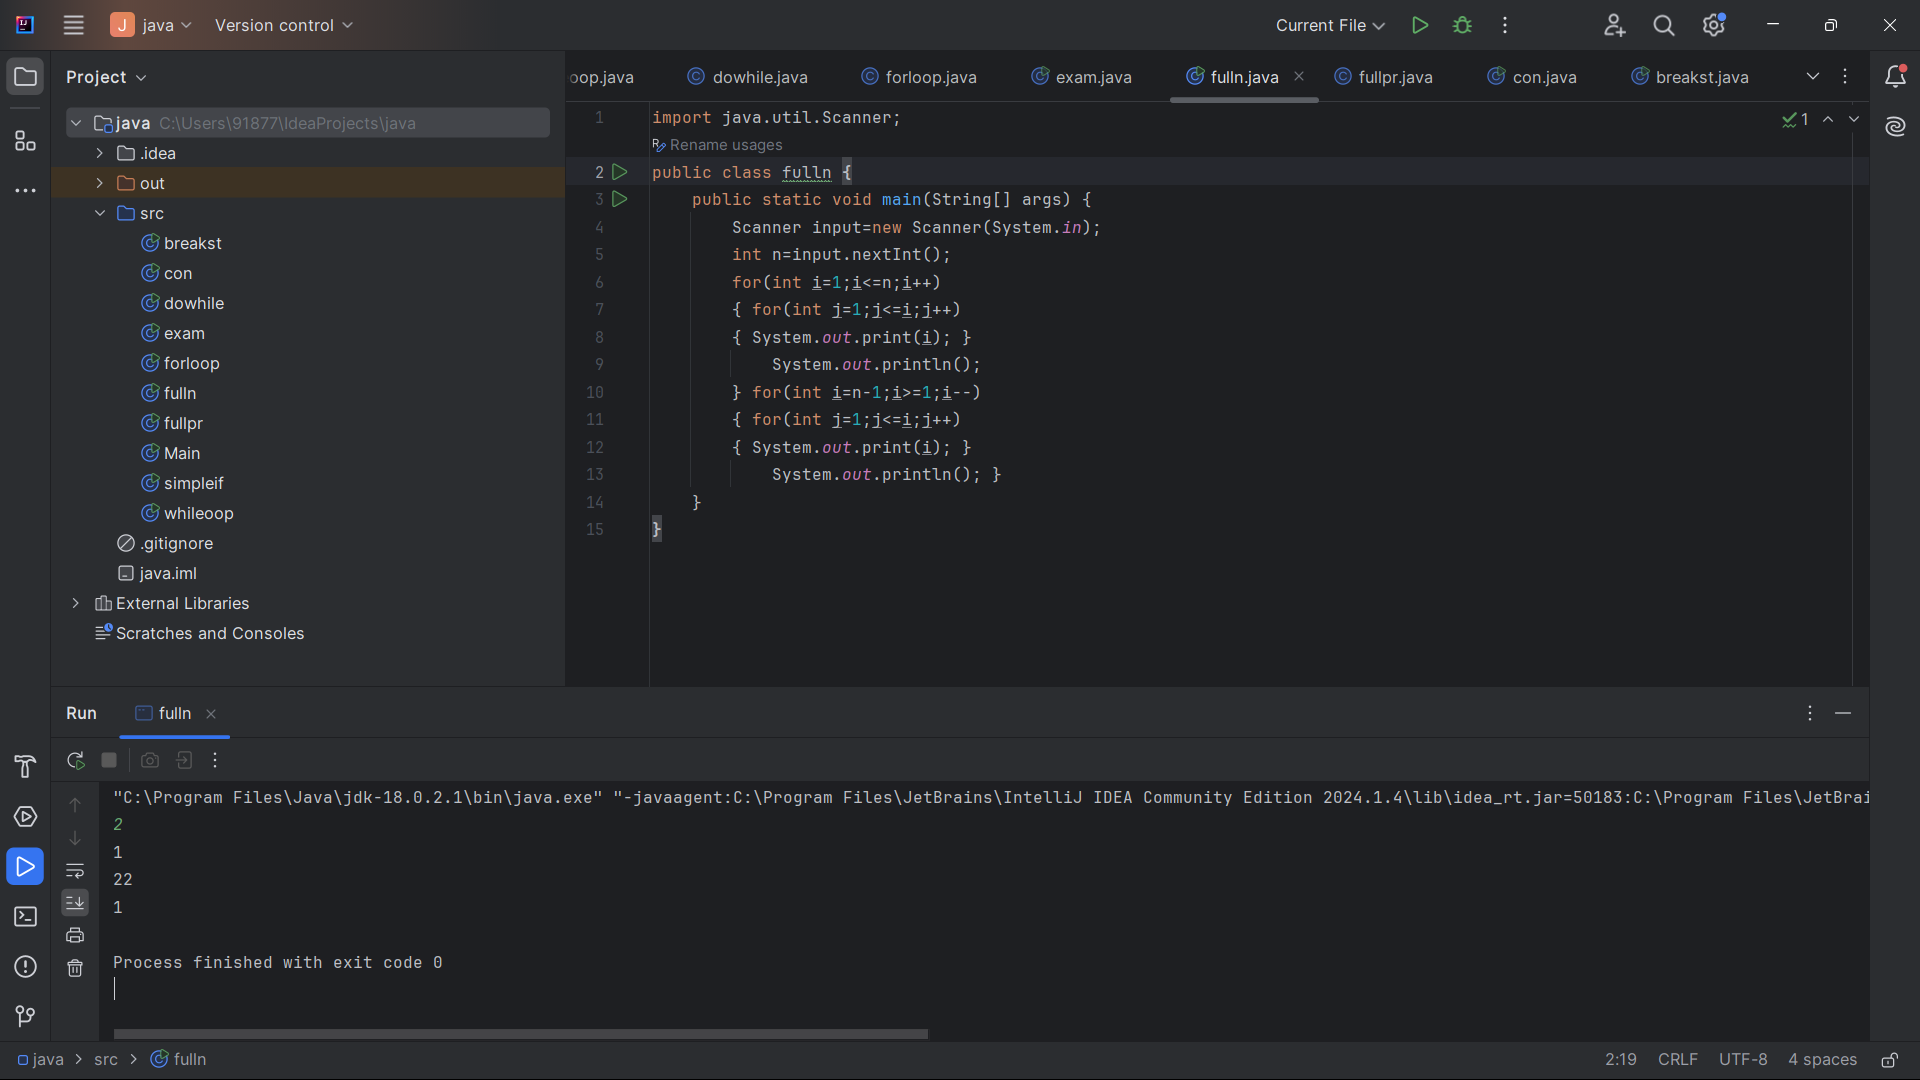 J java Version control Current File
Project
java C:\Users\91877\IdeaProjects\java
.idea
out
src
breakst
con
dowhile
exam
forloop
fulln
fullpr
Main
simpleif
whileoop
.gitignore
java.iml
External Libraries
Scratches and Consoles
oop.java dowhile.java forloop.java exam.java fulln.java fullpr.java con.java breakst.java
1 import java.util.Scanner;
1
Rename usages
2 public class fulln {
3 public static void main(String[] args) {
4 Scanner input=new Scanner(System.in);
5 int n=input.nextInt();
6 for(int i=1;i<=n;i++)
7 { for(int j=1;j<=i;j++)
8 { System.out.print(i); }
9 System.out.println();
10 } for(int i=n-1;i>=1;i--)
11 { for(int j=1;j<=i;j++)
12 { System.out.print(i); }
13 System.out.println(); }
14 }
15 }
Run fulln
"C:\Program Files\Java\jdk-18.0.2.1\bin\java.exe" "-javaagent:C:\Program Files\JetBrains\IntelliJ IDEA Community Edition 2024.1.4\lib\idea_rt.jar=50183:C:\Program Files\JetBrai
2
1
22
1
Process finished with exit code 0
java > src > fulln 2:19 CRLF UTF-8 4 spaces